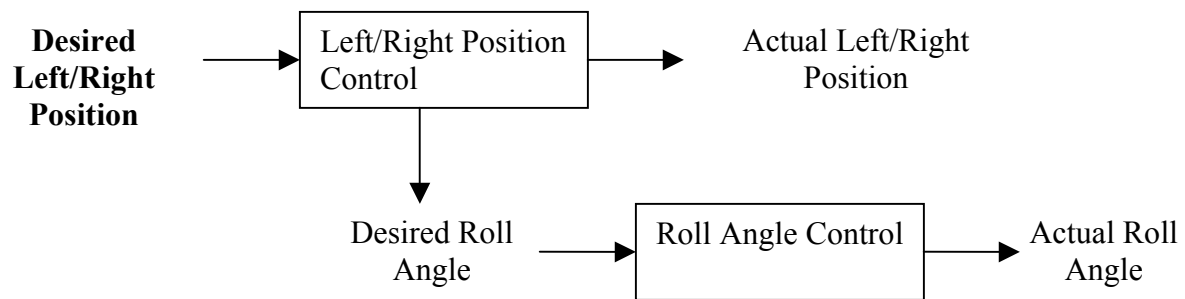 Desired
Left/Right
Position
Left/Right Position
Control
Actual Left/Right
Position
Desired Roll
Angle
Roll Angle Control
Actual Roll
Angle